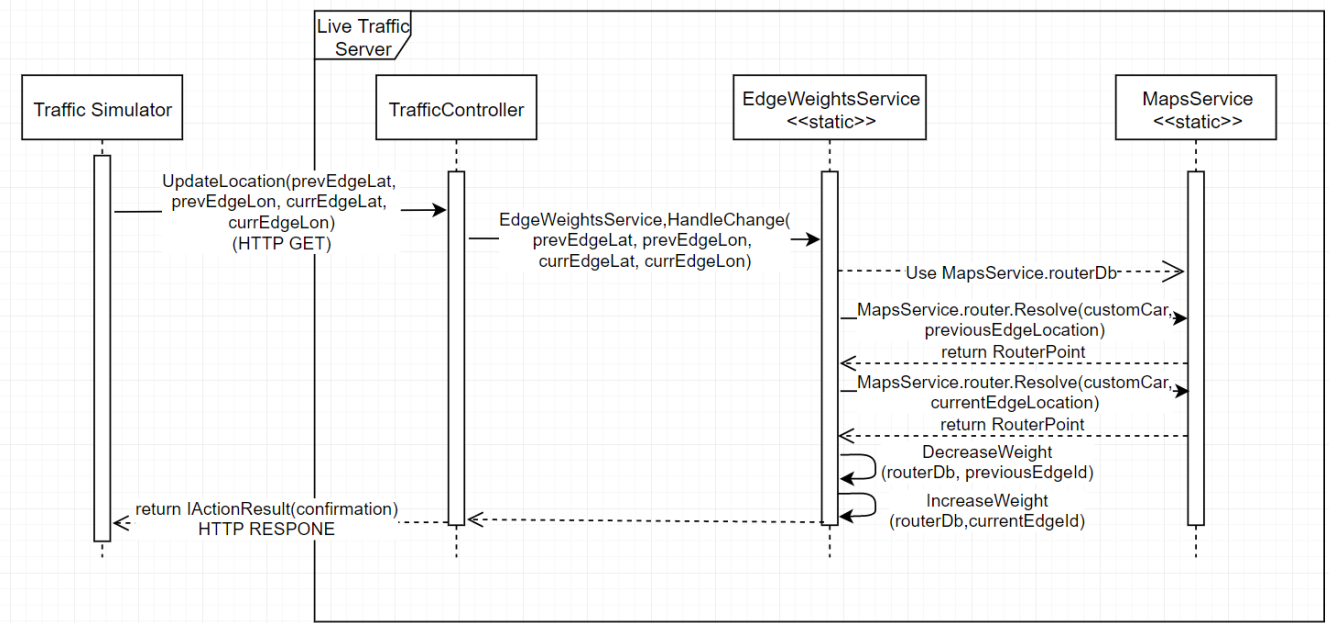 Live Traffic
Server
Traffic Simulator
TrafficController
EdgeWeightsService
<<static>>
MapsService
<<static>>
UpdateLocation(prevEdgeLat,
prevEdgeLon, currEdgeLat,
currEdgeLon)
(HTTP GET)
EdgeWeightsService,HandleChange(
prevEdgeLat, prevEdgeLon,
currEdgeLat, currEdgeLon)
Use MapsService.routerDb
MapsService.router.Resolve(customCar,
previousEdgeLocation)
return RouterPoint
MapsService.router.Resolve(customCar,
currentEdgeLocation)
return RouterPoint
DecreaseWeight
(routerDb, previousEdgeId)
IncreaseWeight
(routerDb,currentEdgeId)
return IActionResult(confirmation)
HTTP RESPONE